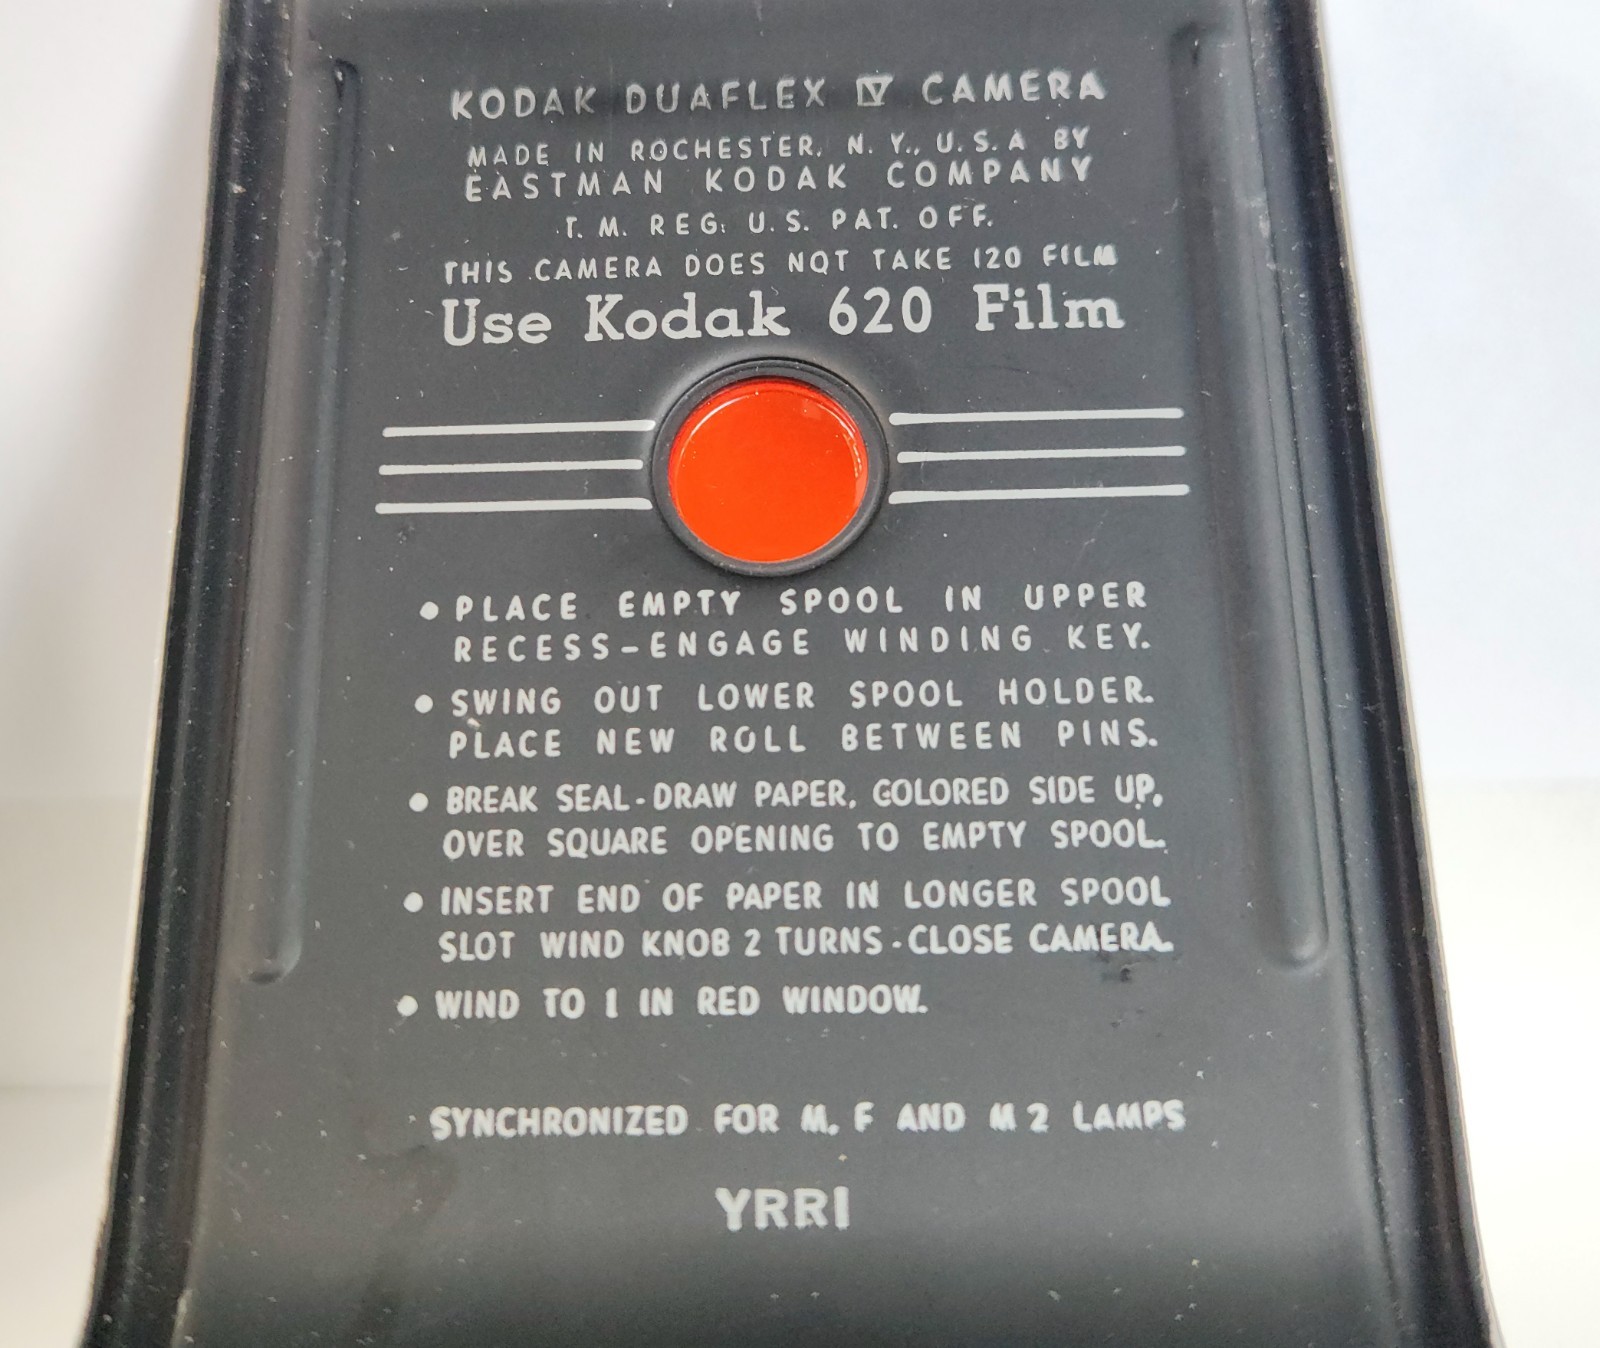 KODAK DUAFLEX IV CAMERA
MADE IN ROCHESTER, N. Y., U. S. A BY
EASTMAN KODAK COMPANY
T. M. REG. U. S. PAT. OFF.
THIS CAMERA DOES NOT TAKE 120 FILM
Use Kodak 620 Film
• PLACE EMPTY SPOOL IN UPPER
RECESS-ENGAGE WINDING KEY.
• SWING OUT LOWER SPOOL HOLDER.
PLACE NEW ROLL BETWEEN PINS.
• BREAK SEAL-DRAW PAPER, COLORED SIDE UP,
OVER SQUARE OPENING TO EMPTY SPOOL.
• INSERT END OF PAPER IN LONGER SPOOL
SLOT WIND KNOB 2 TURNS-CLOSE CAMERA.
• WIND TO 1 IN RED WINDOW.
SYNCHRONIZED FOR M, F AND M 2 LAMPS
YRRI